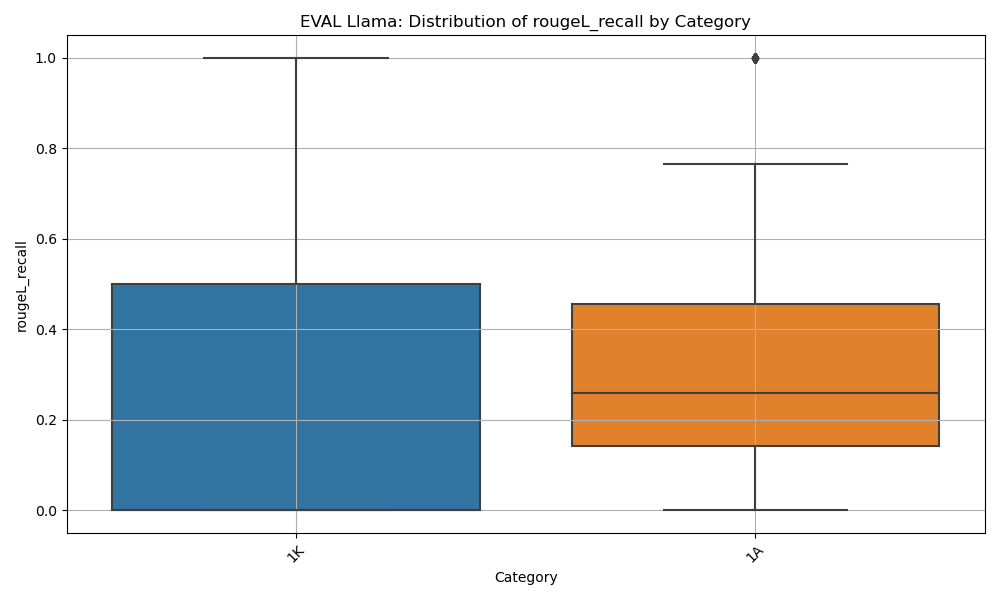 EVAL Llama: Distribution of rougeL_recall by Category
1.0
0.8
0.6
0.4
0.2
0.0
rougeL_recall
1K
1A
Category